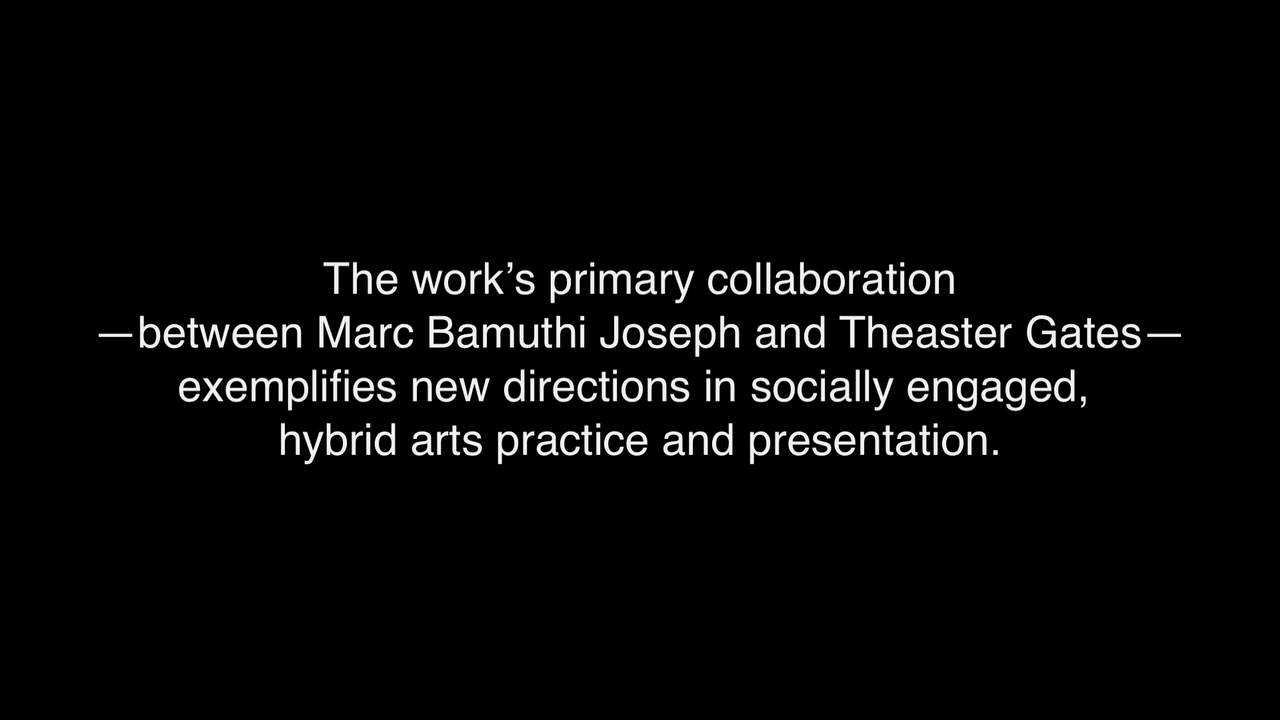 The work’s primary collaboration
—between Marc Bamuthi Joseph and Theaster Gates—
exemplifies new directions in socially engaged,
hybrid arts practice and presentation.